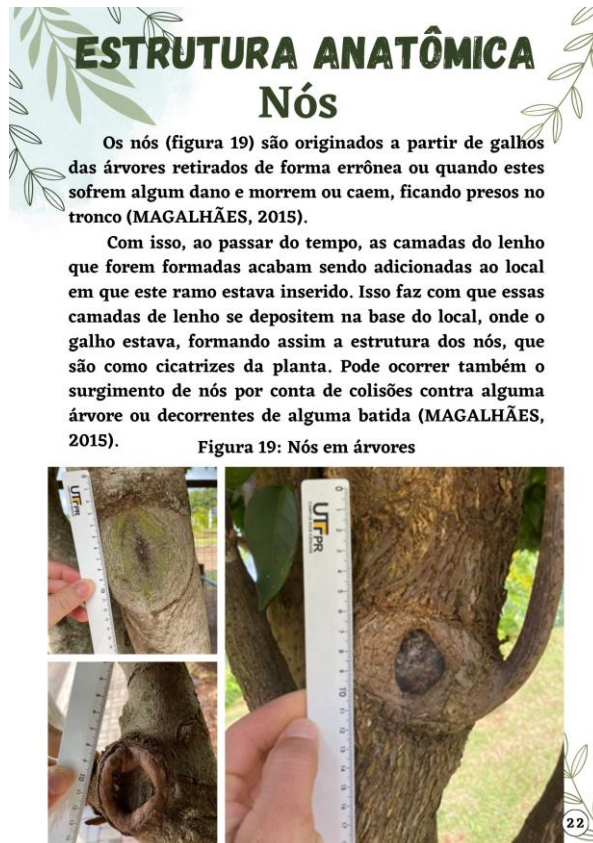 ESTRUTURA ANATÔMICA
Nós
Os nós (figura 19) são originados a partir de galhos
das árvores retirados de forma errônea ou quando estes
sofrem algum dano e morrem ou caem, ficando presos no
tronco (MAGALHÃES, 2015).
Com isso, ao passar do tempo, as camadas do lenho
que forem formadas acabam sendo adicionadas ao local
em que este ramo estava inserido. Isso faz com que essas
camadas de lenho se depositem na base do local, onde o
galho estava, formando assim a estrutura dos nós, que
são como cicatrizes da planta. Pode ocorrer também o
surgimento de nós por conta de colisões contra alguma
árvore ou decorrentes de alguma batida (MAGALHÃES,
2015).
Figura 19: Nós em árvores
UTFPR
UTFPR
22